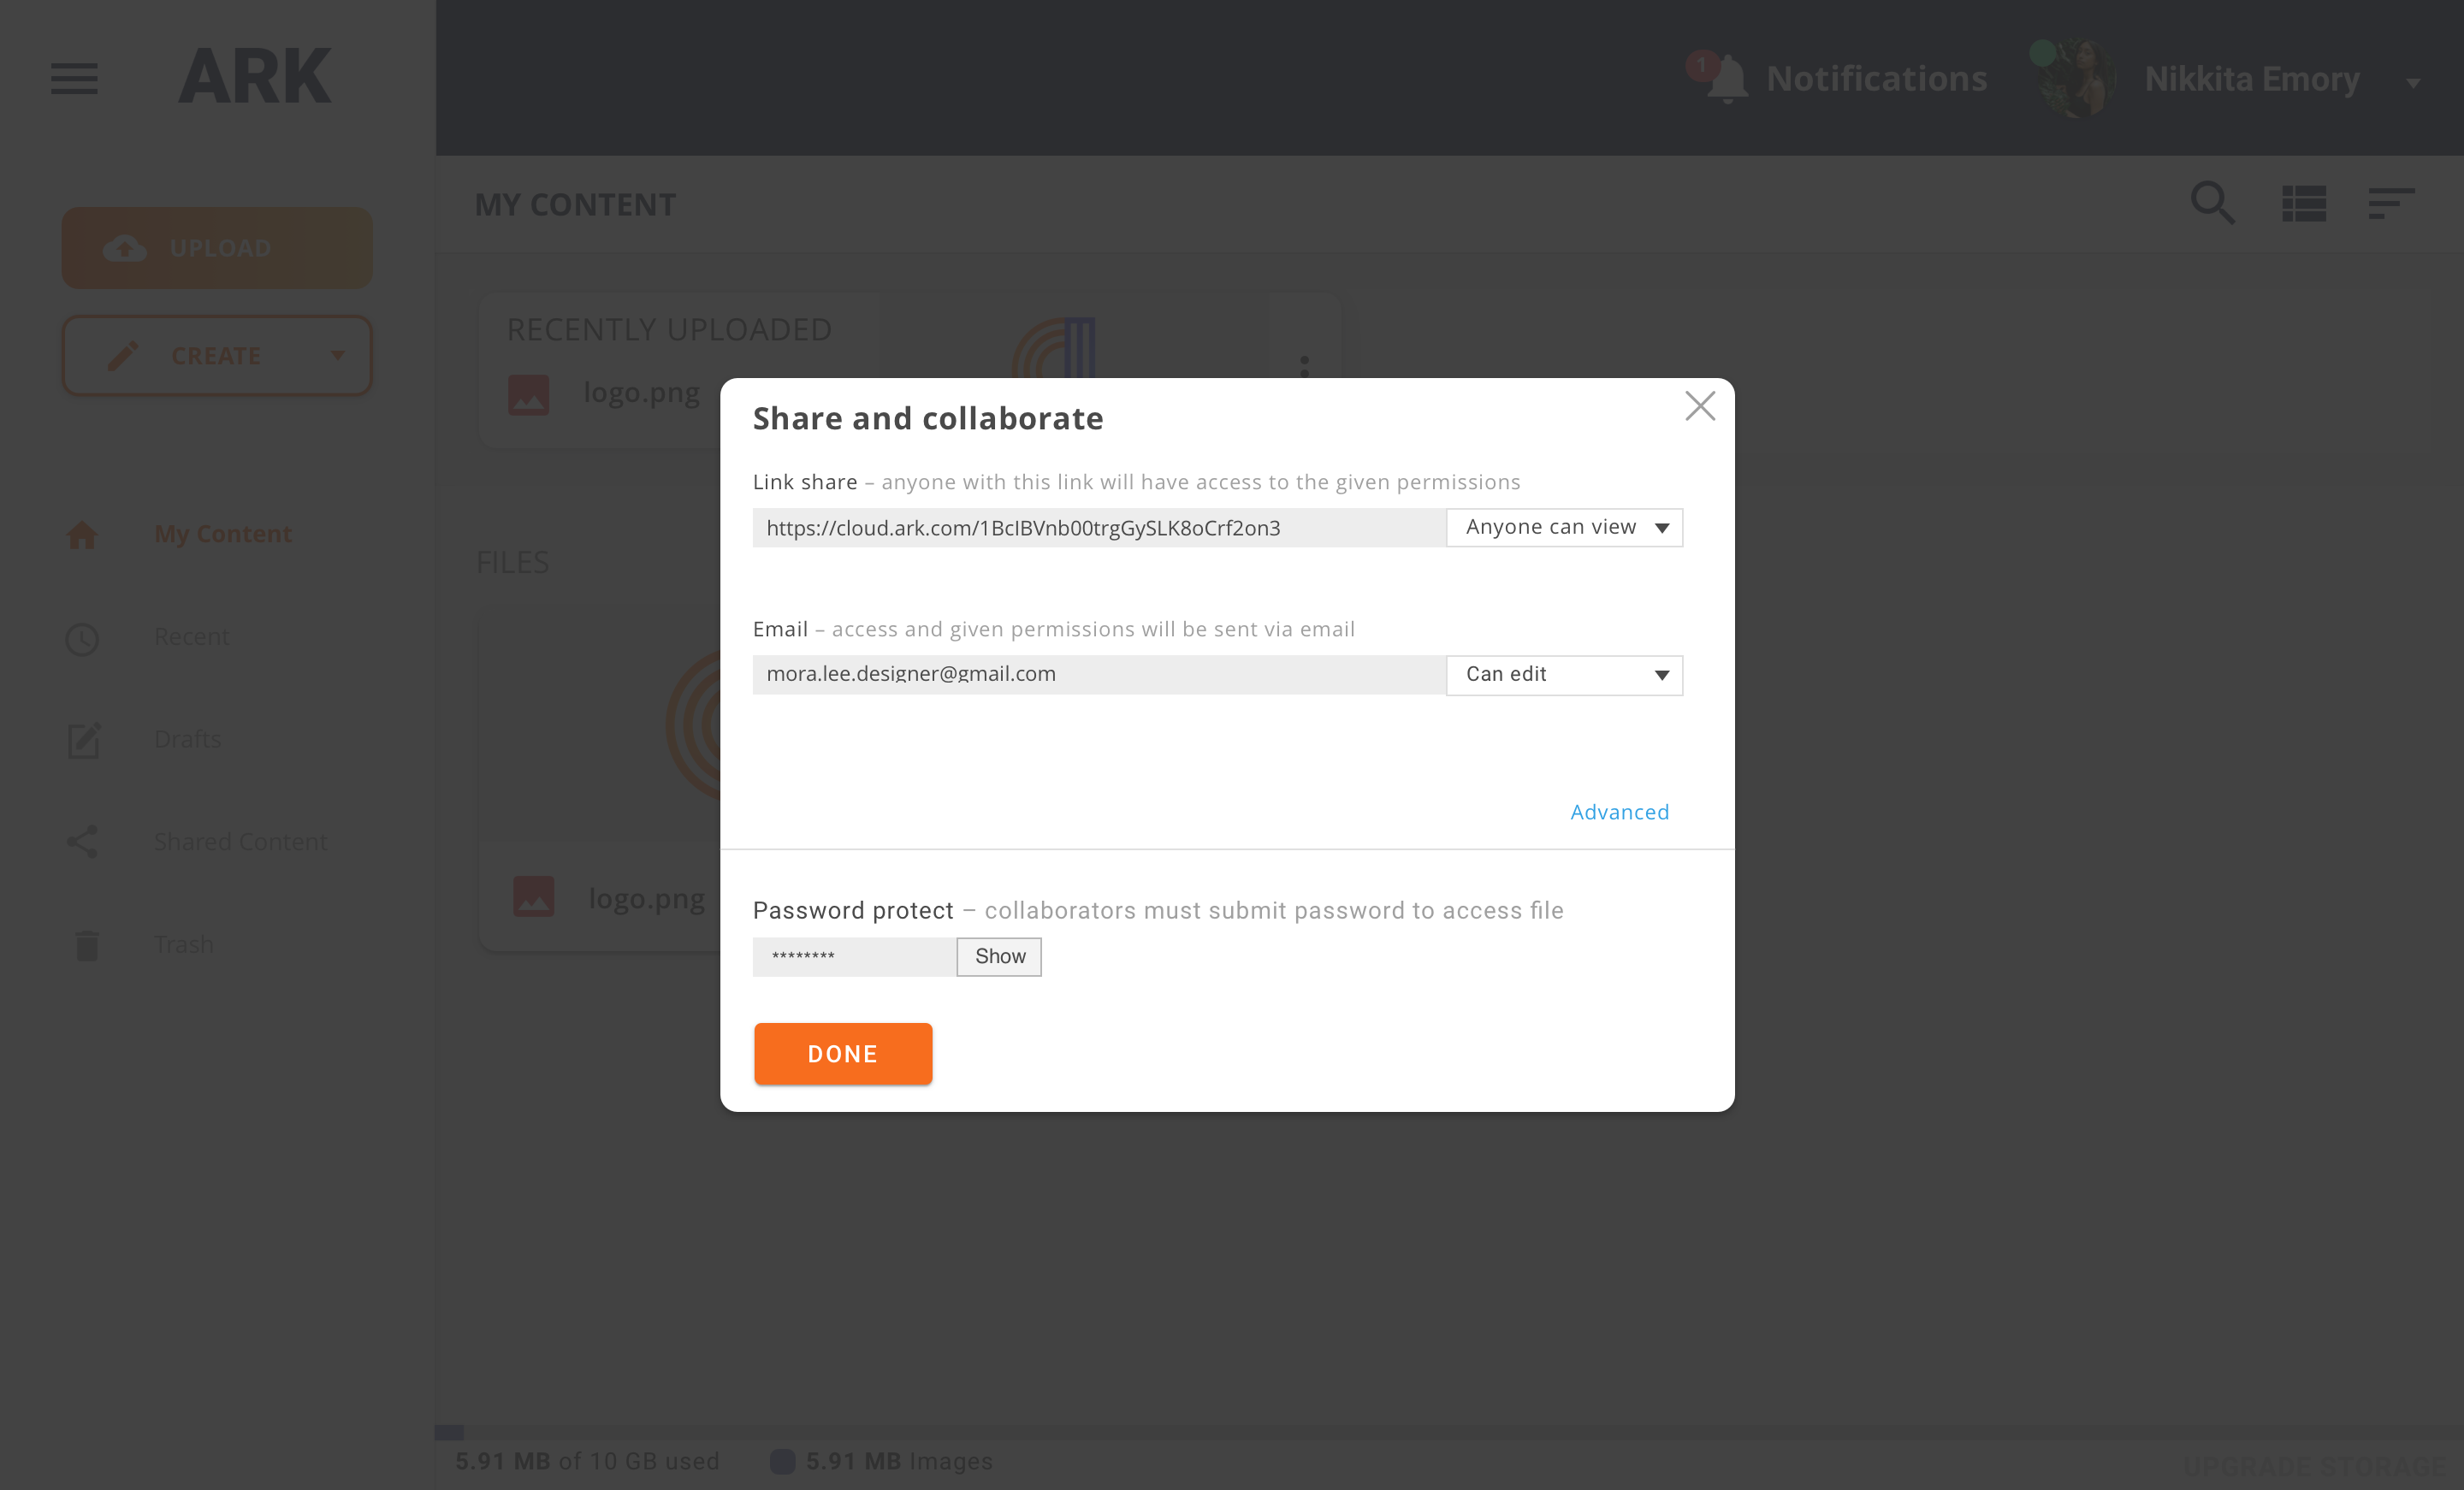 ARK
1 Notifications Nikkita Emory
MY CONTENT
UPLOAD
CREATE
My Content
Recent
Drafts
Shared Content
Trash
RECENTLY UPLOADED
logo.png
FILES
logo.png
Share and collaborate
Link share – anyone with this link will have access to the given permissions
https://cloud.ark.com/1BcIBVnb00trgGySLK8oCrf2on3 Anyone can view
Email – access and given permissions will be sent via email
mora.lee.designer@gmail.com Can edit
Advanced
Password protect – collaborators must submit password to access file
******** Show
DONE
5.91 MB of 10 GB used 5.91 MB Images UPGRADE STORAGE